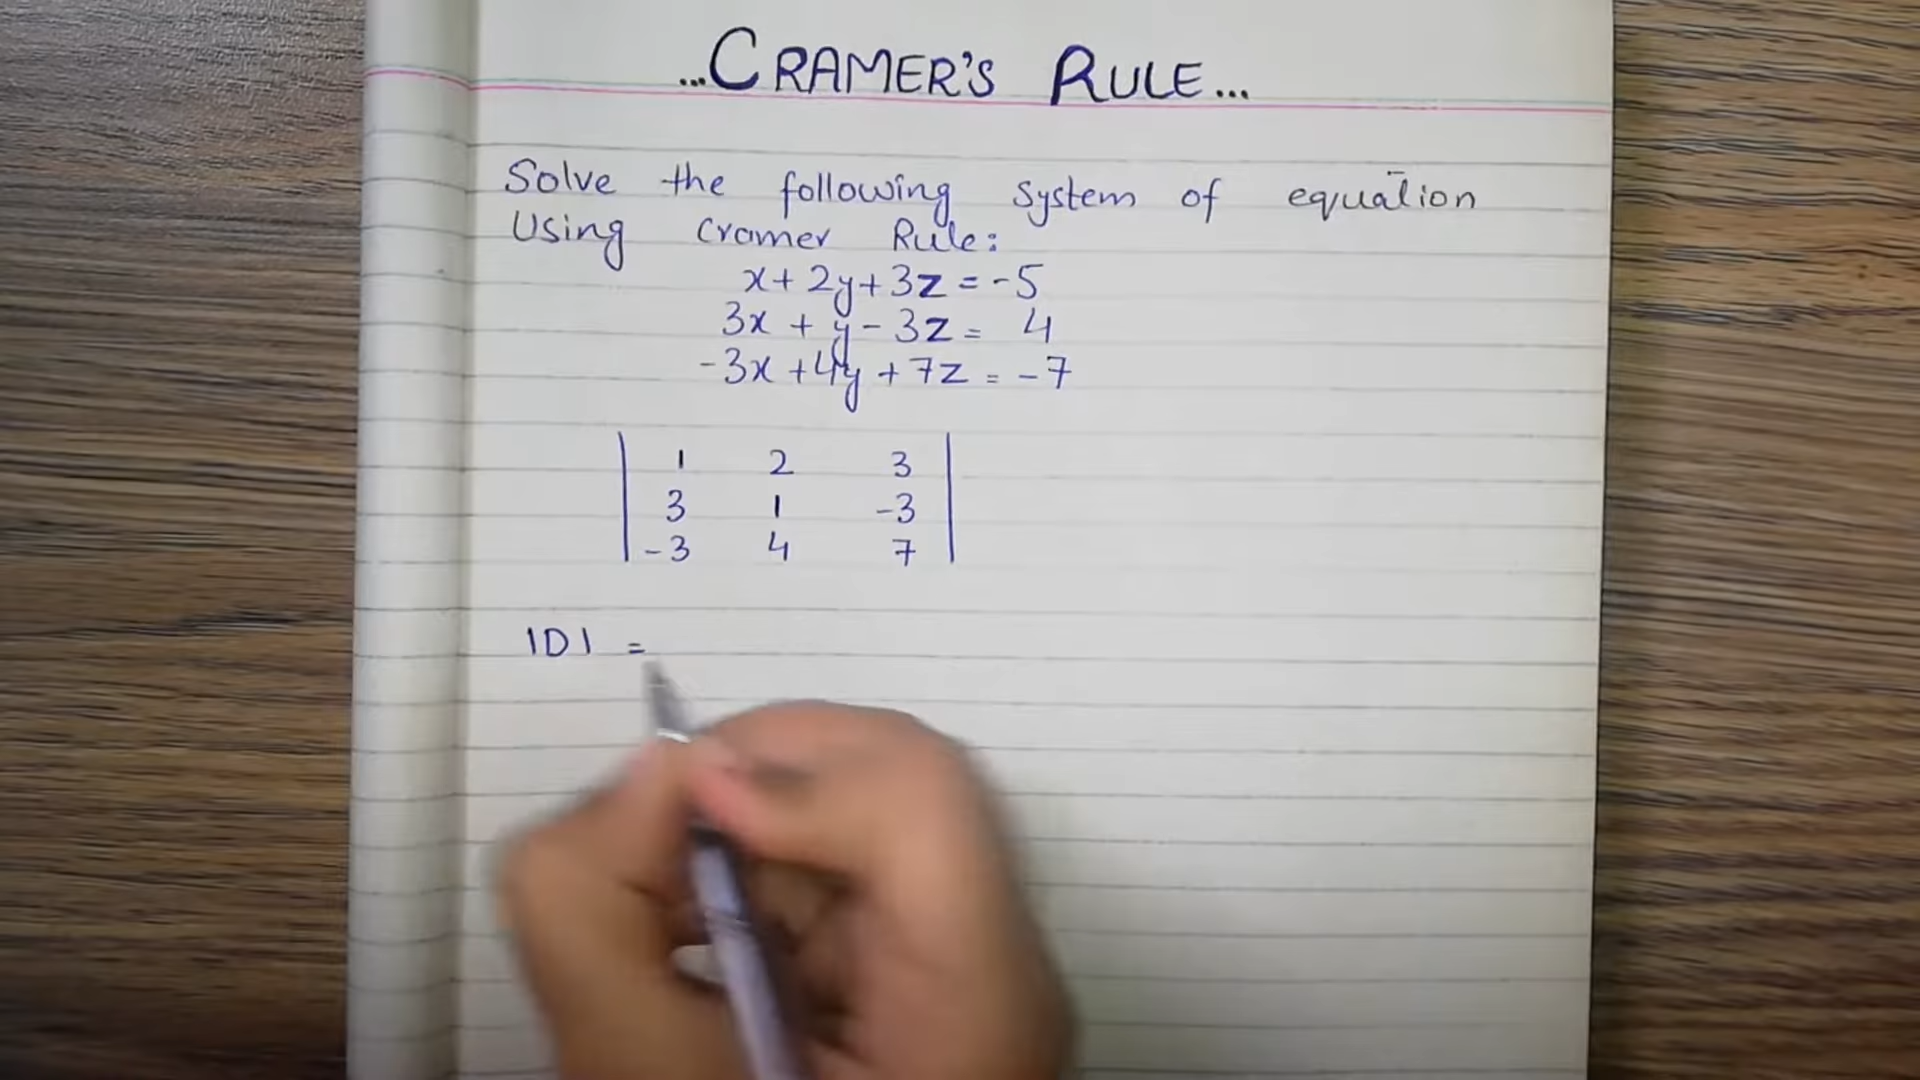 ...CRAMER'S RULE...
Solve the following system of equation
Using Cramer Rule:
x + 2y + 3z = -5
3x + y - 3z = 4
-3x + 4y + 7z = -7
| 1 2 3 |
| 3 1 -3 |
| -3 4 7 |
|D| =